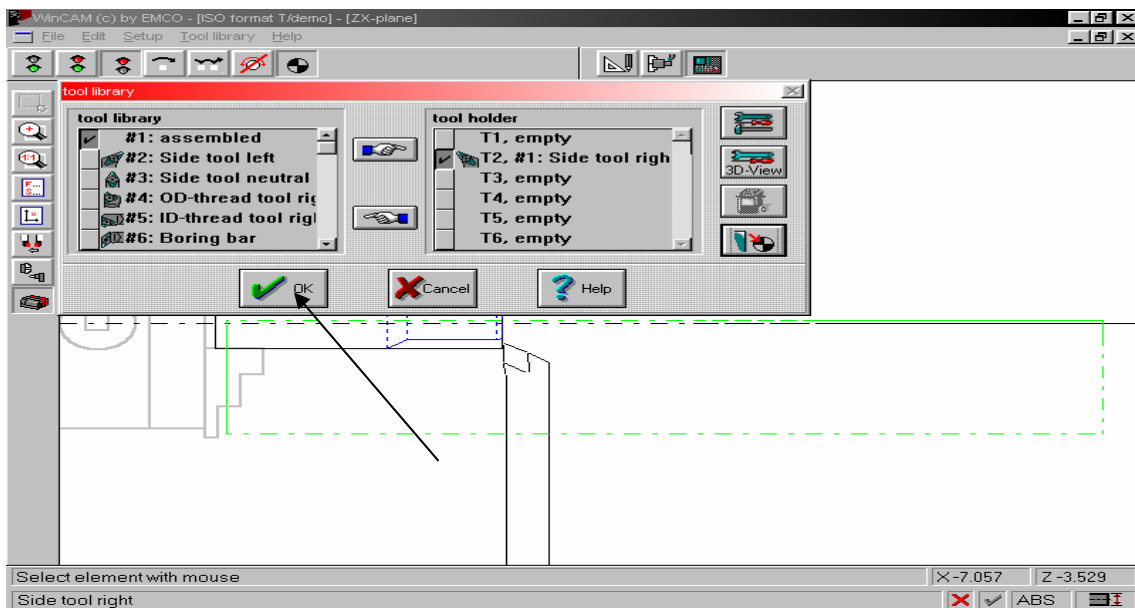 WinCAM (c) by EMCO - [ISO format T/demo] - [ZX-plane]
File Edit Setup Tool library Help
tool library
tool library
#1: assembled
#2: Side tool left
#3: Side tool neutral
#4: OD-thread tool rig
#5: ID-thread tool rigl
#6: Boring bar
tool holder
T1, empty
T2, #1: Side tool righ
T3, empty
T4, empty
T5, empty
T6, empty
3D-View
OK
Cancel
Help
1:1
F...
S...
Select element with mouse
X -7.057
Z -3.529
Side tool right
ABS